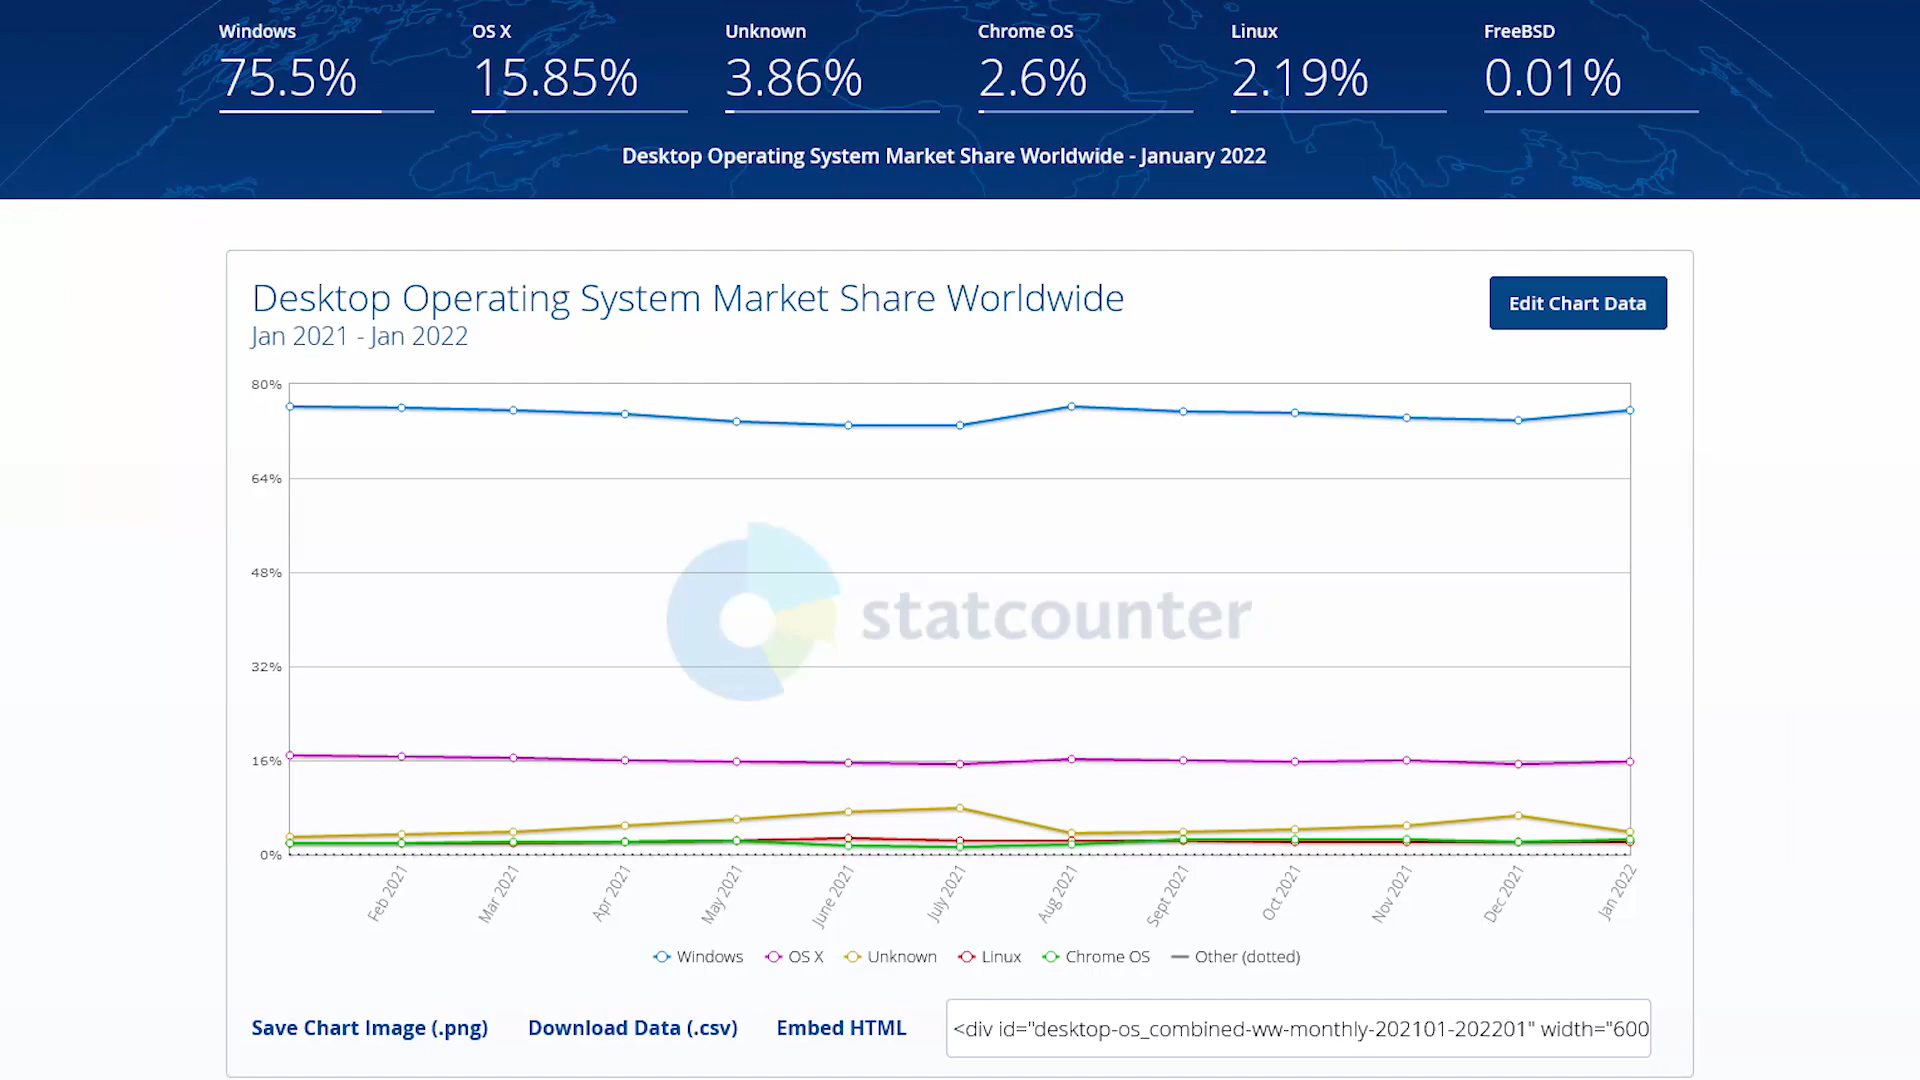 Windows OS X Unknown Chrome OS Linux FreeBSD
75.5% 15.85% 3.86% 2.6% 2.19% 0.01%
Desktop Operating System Market Share Worldwide - January 2022
Desktop Operating System Market Share Worldwide
Jan 2021 - Jan 2022
Edit Chart Data
80%
64%
48%
32%
16%
0%
statcounter
Feb 2021 Mar 2021 Apr 2021 May 2021 June 2021 July 2021 Aug 2021 Sept 2021 Oct 2021 Nov 2021 Dec 2021 Jan 2022
Windows OS X Unknown Linux Chrome OS Other (dotted)
Save Chart Image (.png) Download Data (.csv) Embed HTML <div id="desktop-os_combined-ww-monthly-202101-202201" width="600